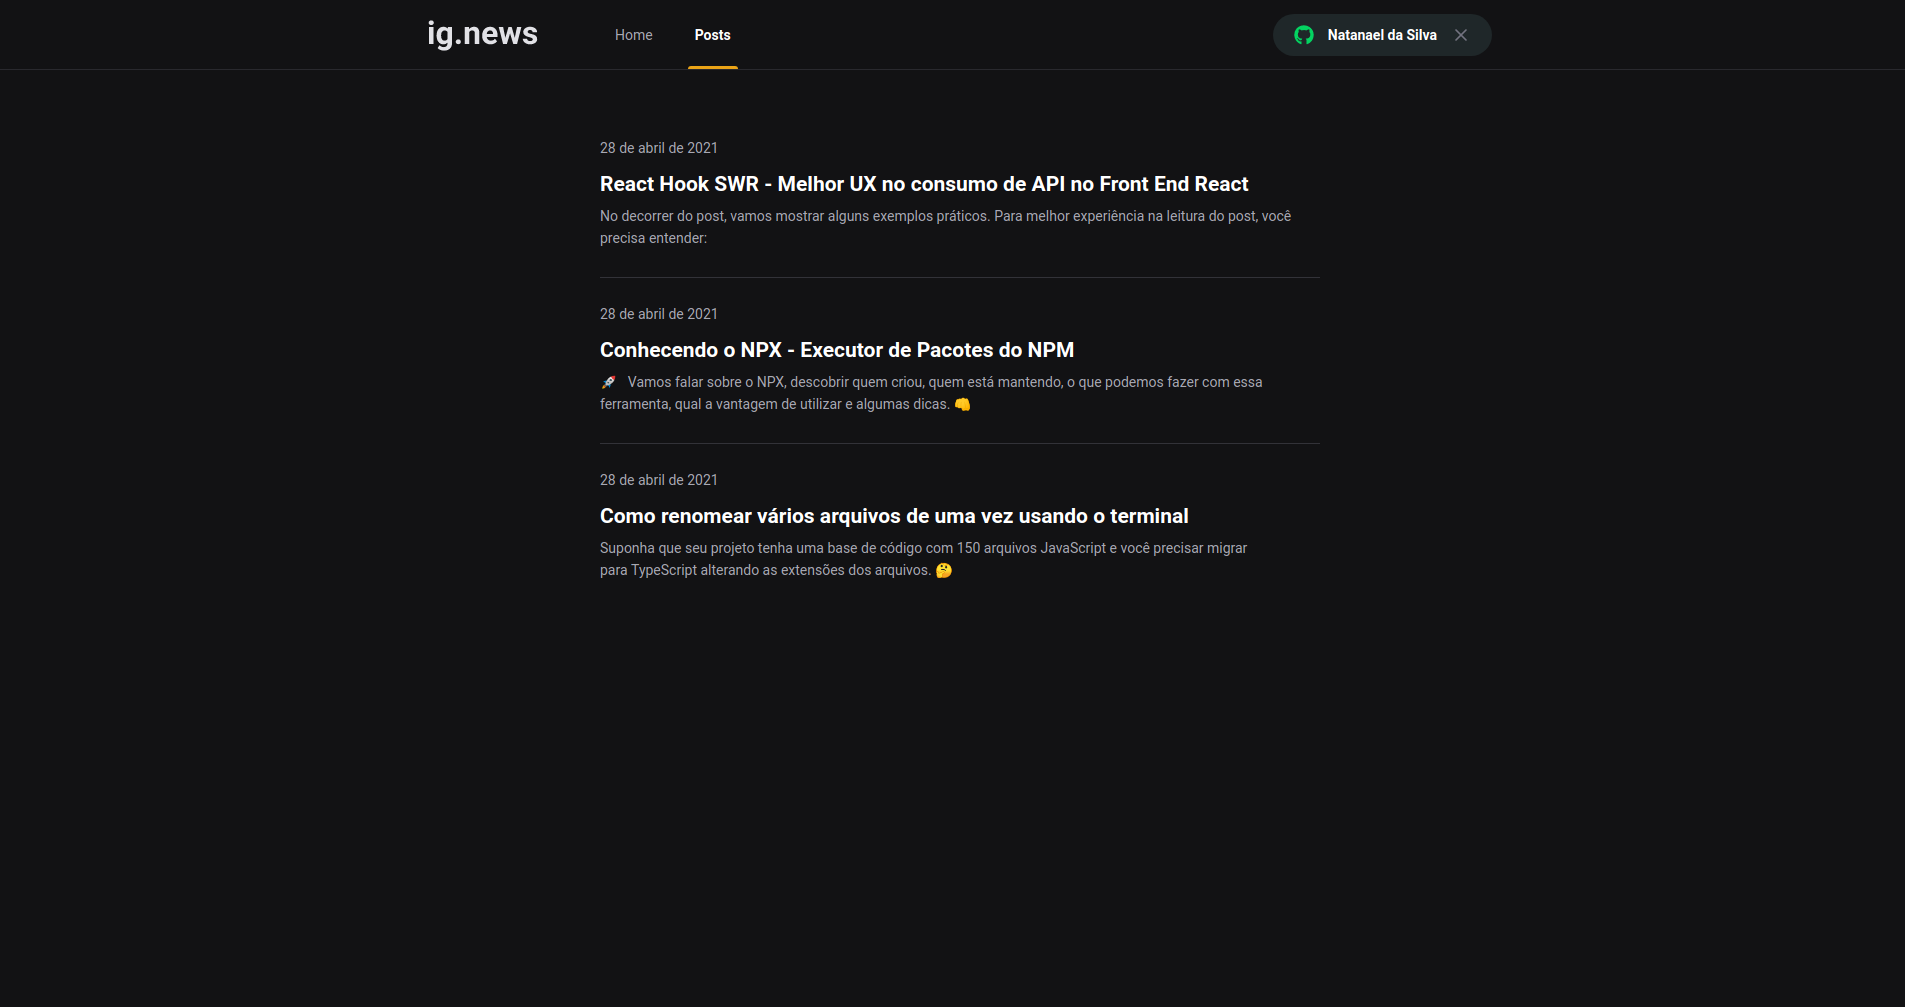 ig.news
Home
Posts
Natanael da Silva
28 de abril de 2021
React Hook SWR - Melhor UX no consumo de API no Front End React
No decorrer do post, vamos mostrar alguns exemplos práticos. Para melhor experiência na leitura do post, você
precisa entender:
28 de abril de 2021
Conhecendo o NPX - Executor de Pacotes do NPM
🚀 Vamos falar sobre o NPX, descobrir quem criou, quem está mantendo, o que podemos fazer com essa
ferramenta, qual a vantagem de utilizar e algumas dicas. 👊
28 de abril de 2021
Como renomear vários arquivos de uma vez usando o terminal
Suponha que seu projeto tenha uma base de código com 150 arquivos JavaScript e você precisar migrar
para TypeScript alterando as extensões dos arquivos. 🤔